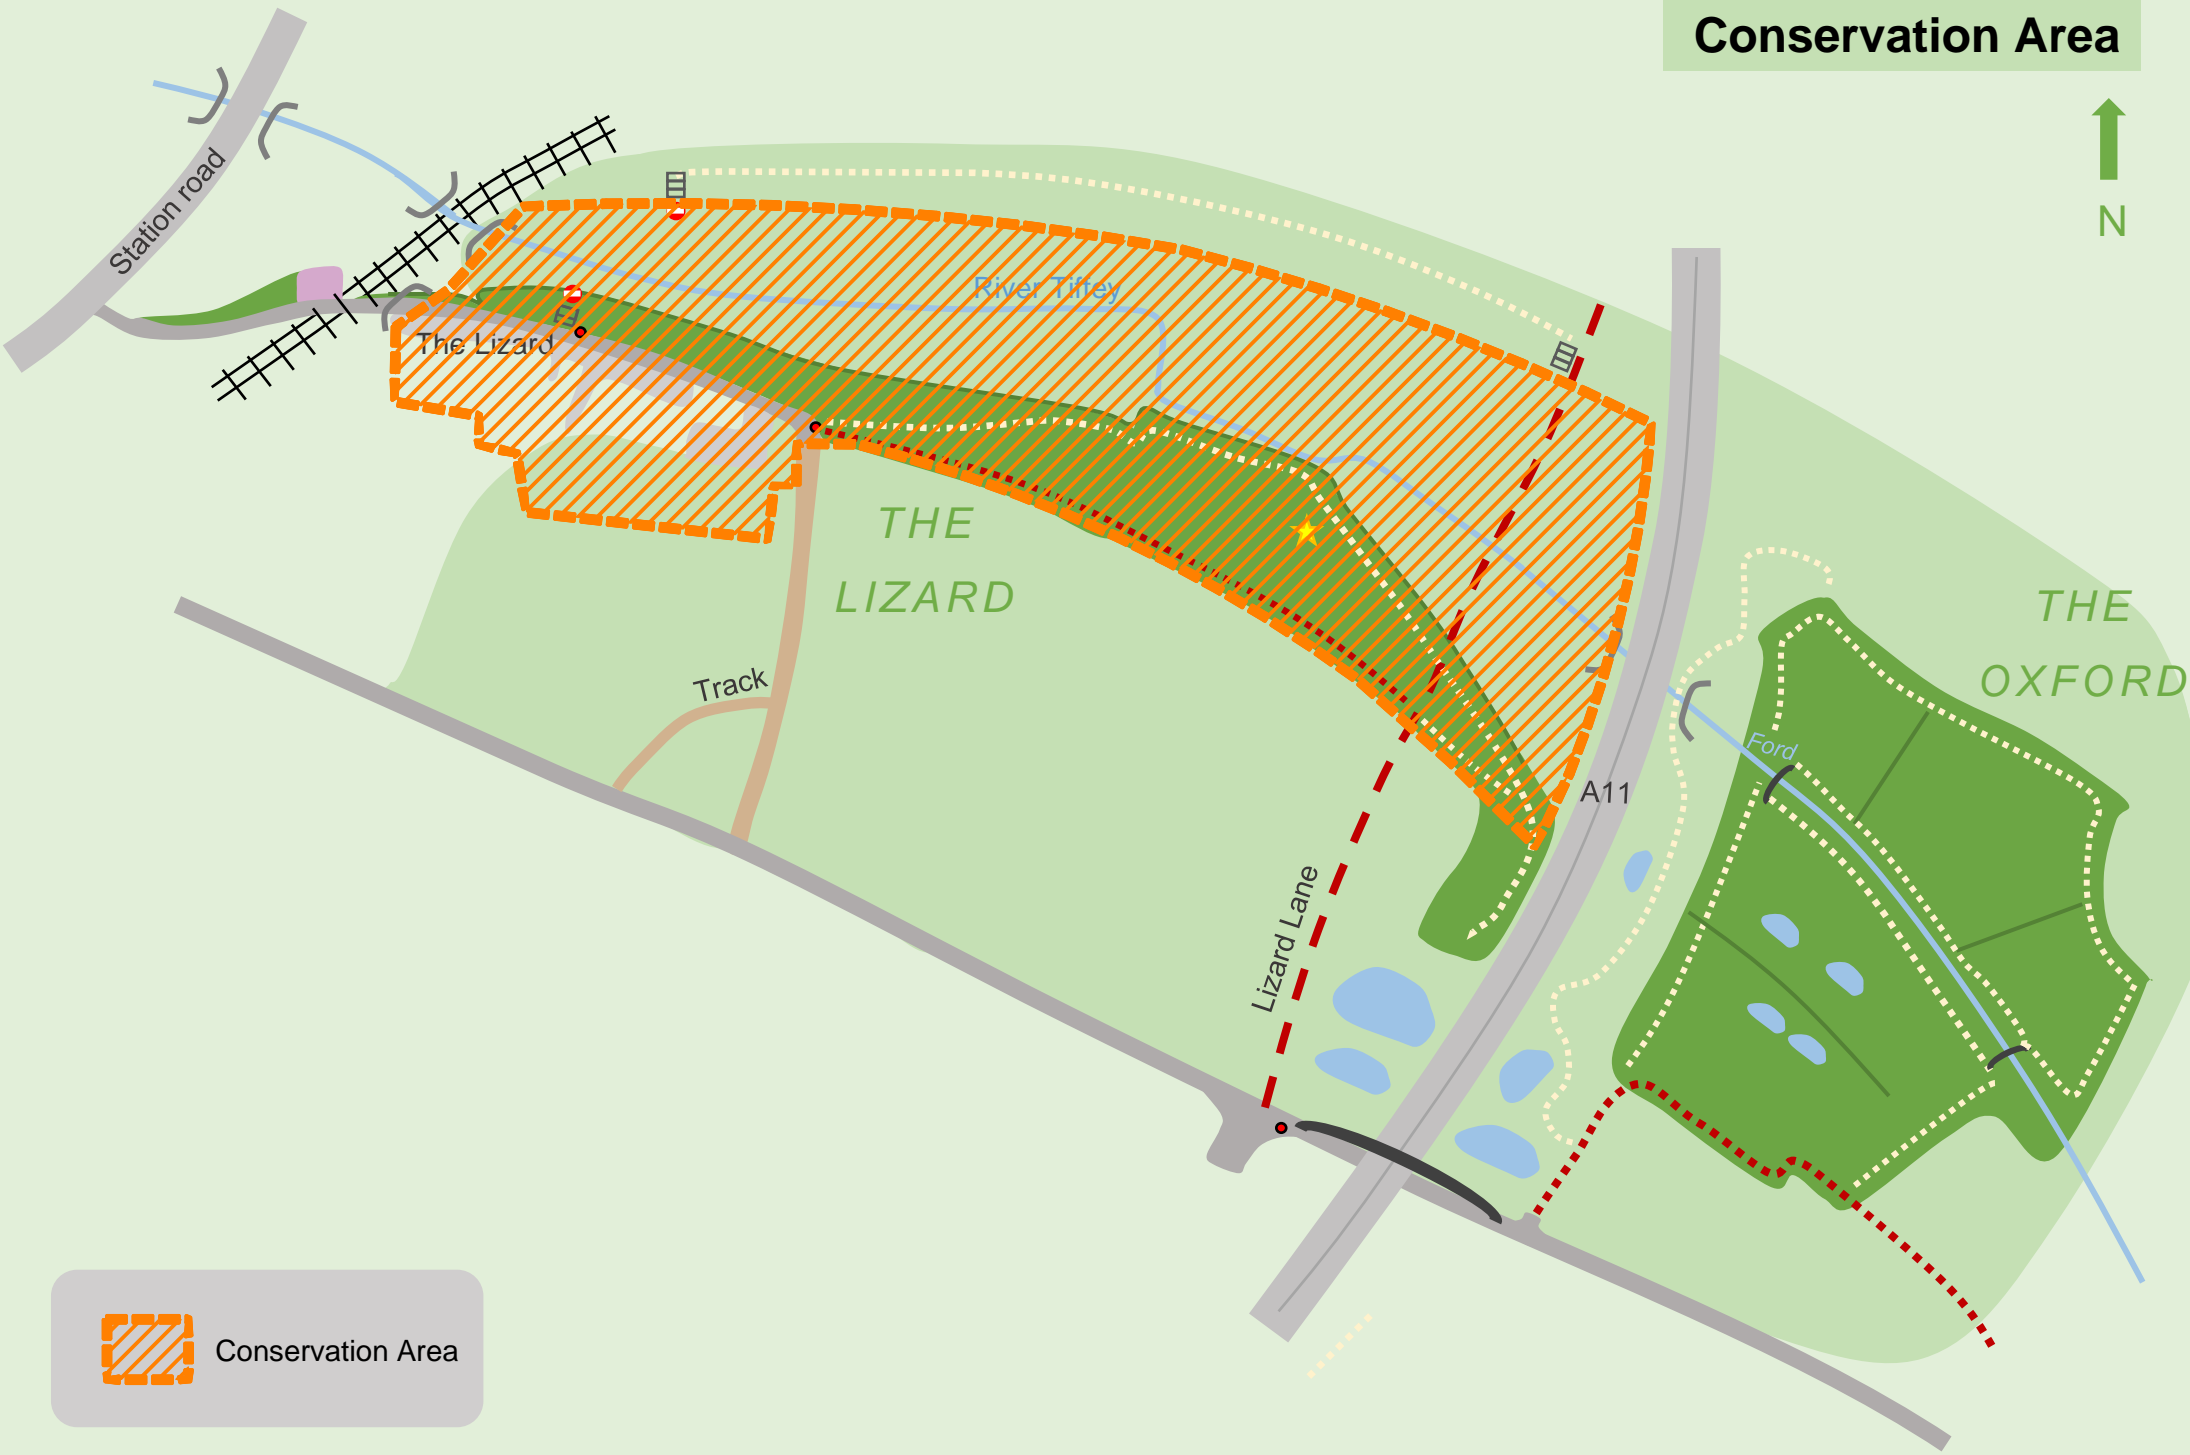 Conservation Area
N
Station road
River Tiffey
The Lizard
THE
LIZARD
THE
OXFORD
Track
Ford
A11
Lizard Lane
Conservation Area